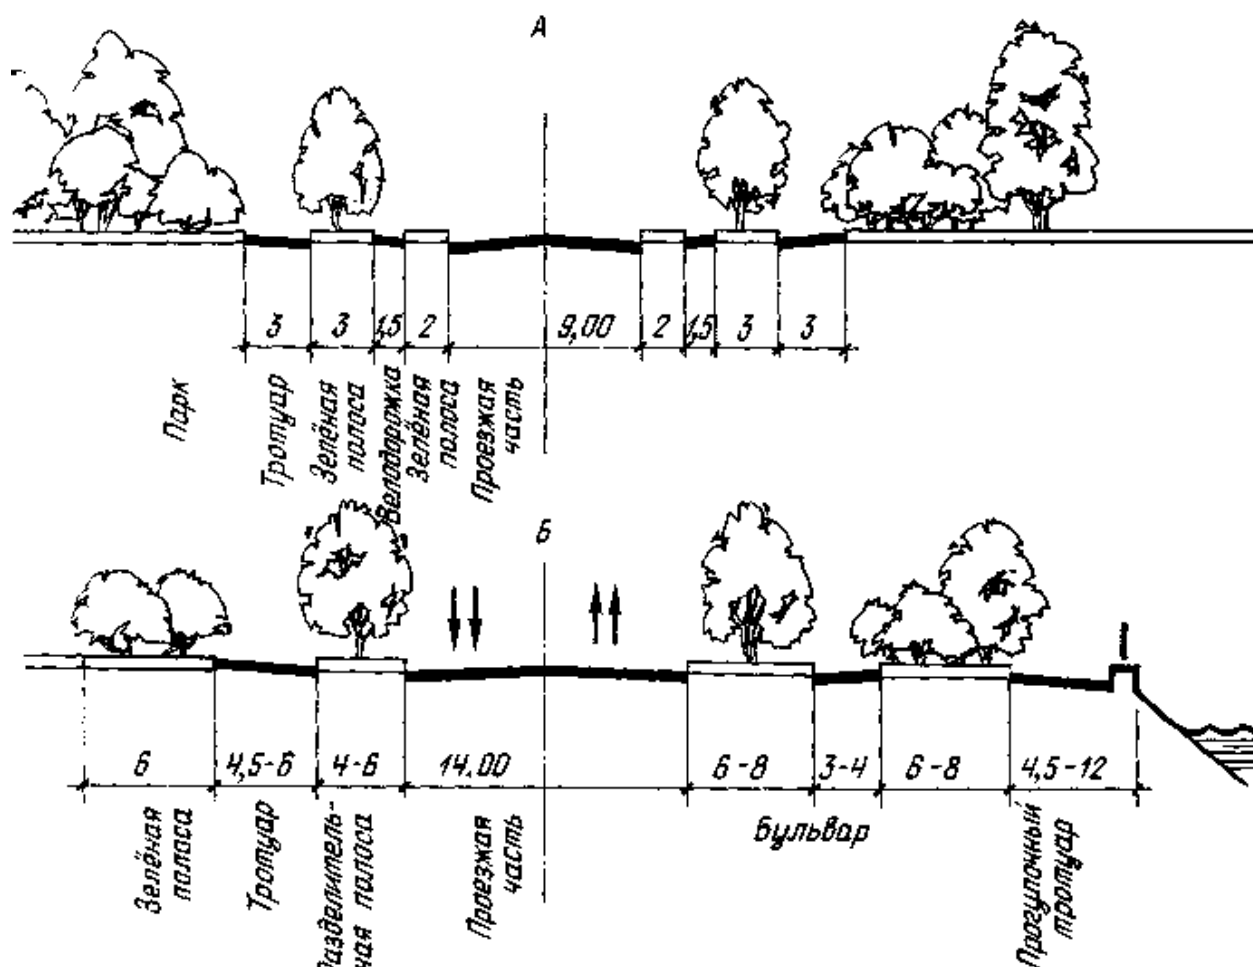 А
3 3 1,5 2 9,00 2 1,5 3 3
Парк
Тротуар
Зелёная
полоса
Велодорожка
Зелёная
полоса
Проезжая
часть
Б
6 4,5-6 4-6 14.00 6-8 3-4 6-8 4,5-12
Зелёная
полоса
Тротуар
Разделитель-
ная полоса
Проезжая
часть
Бульвар
Прогулочный
тротуар